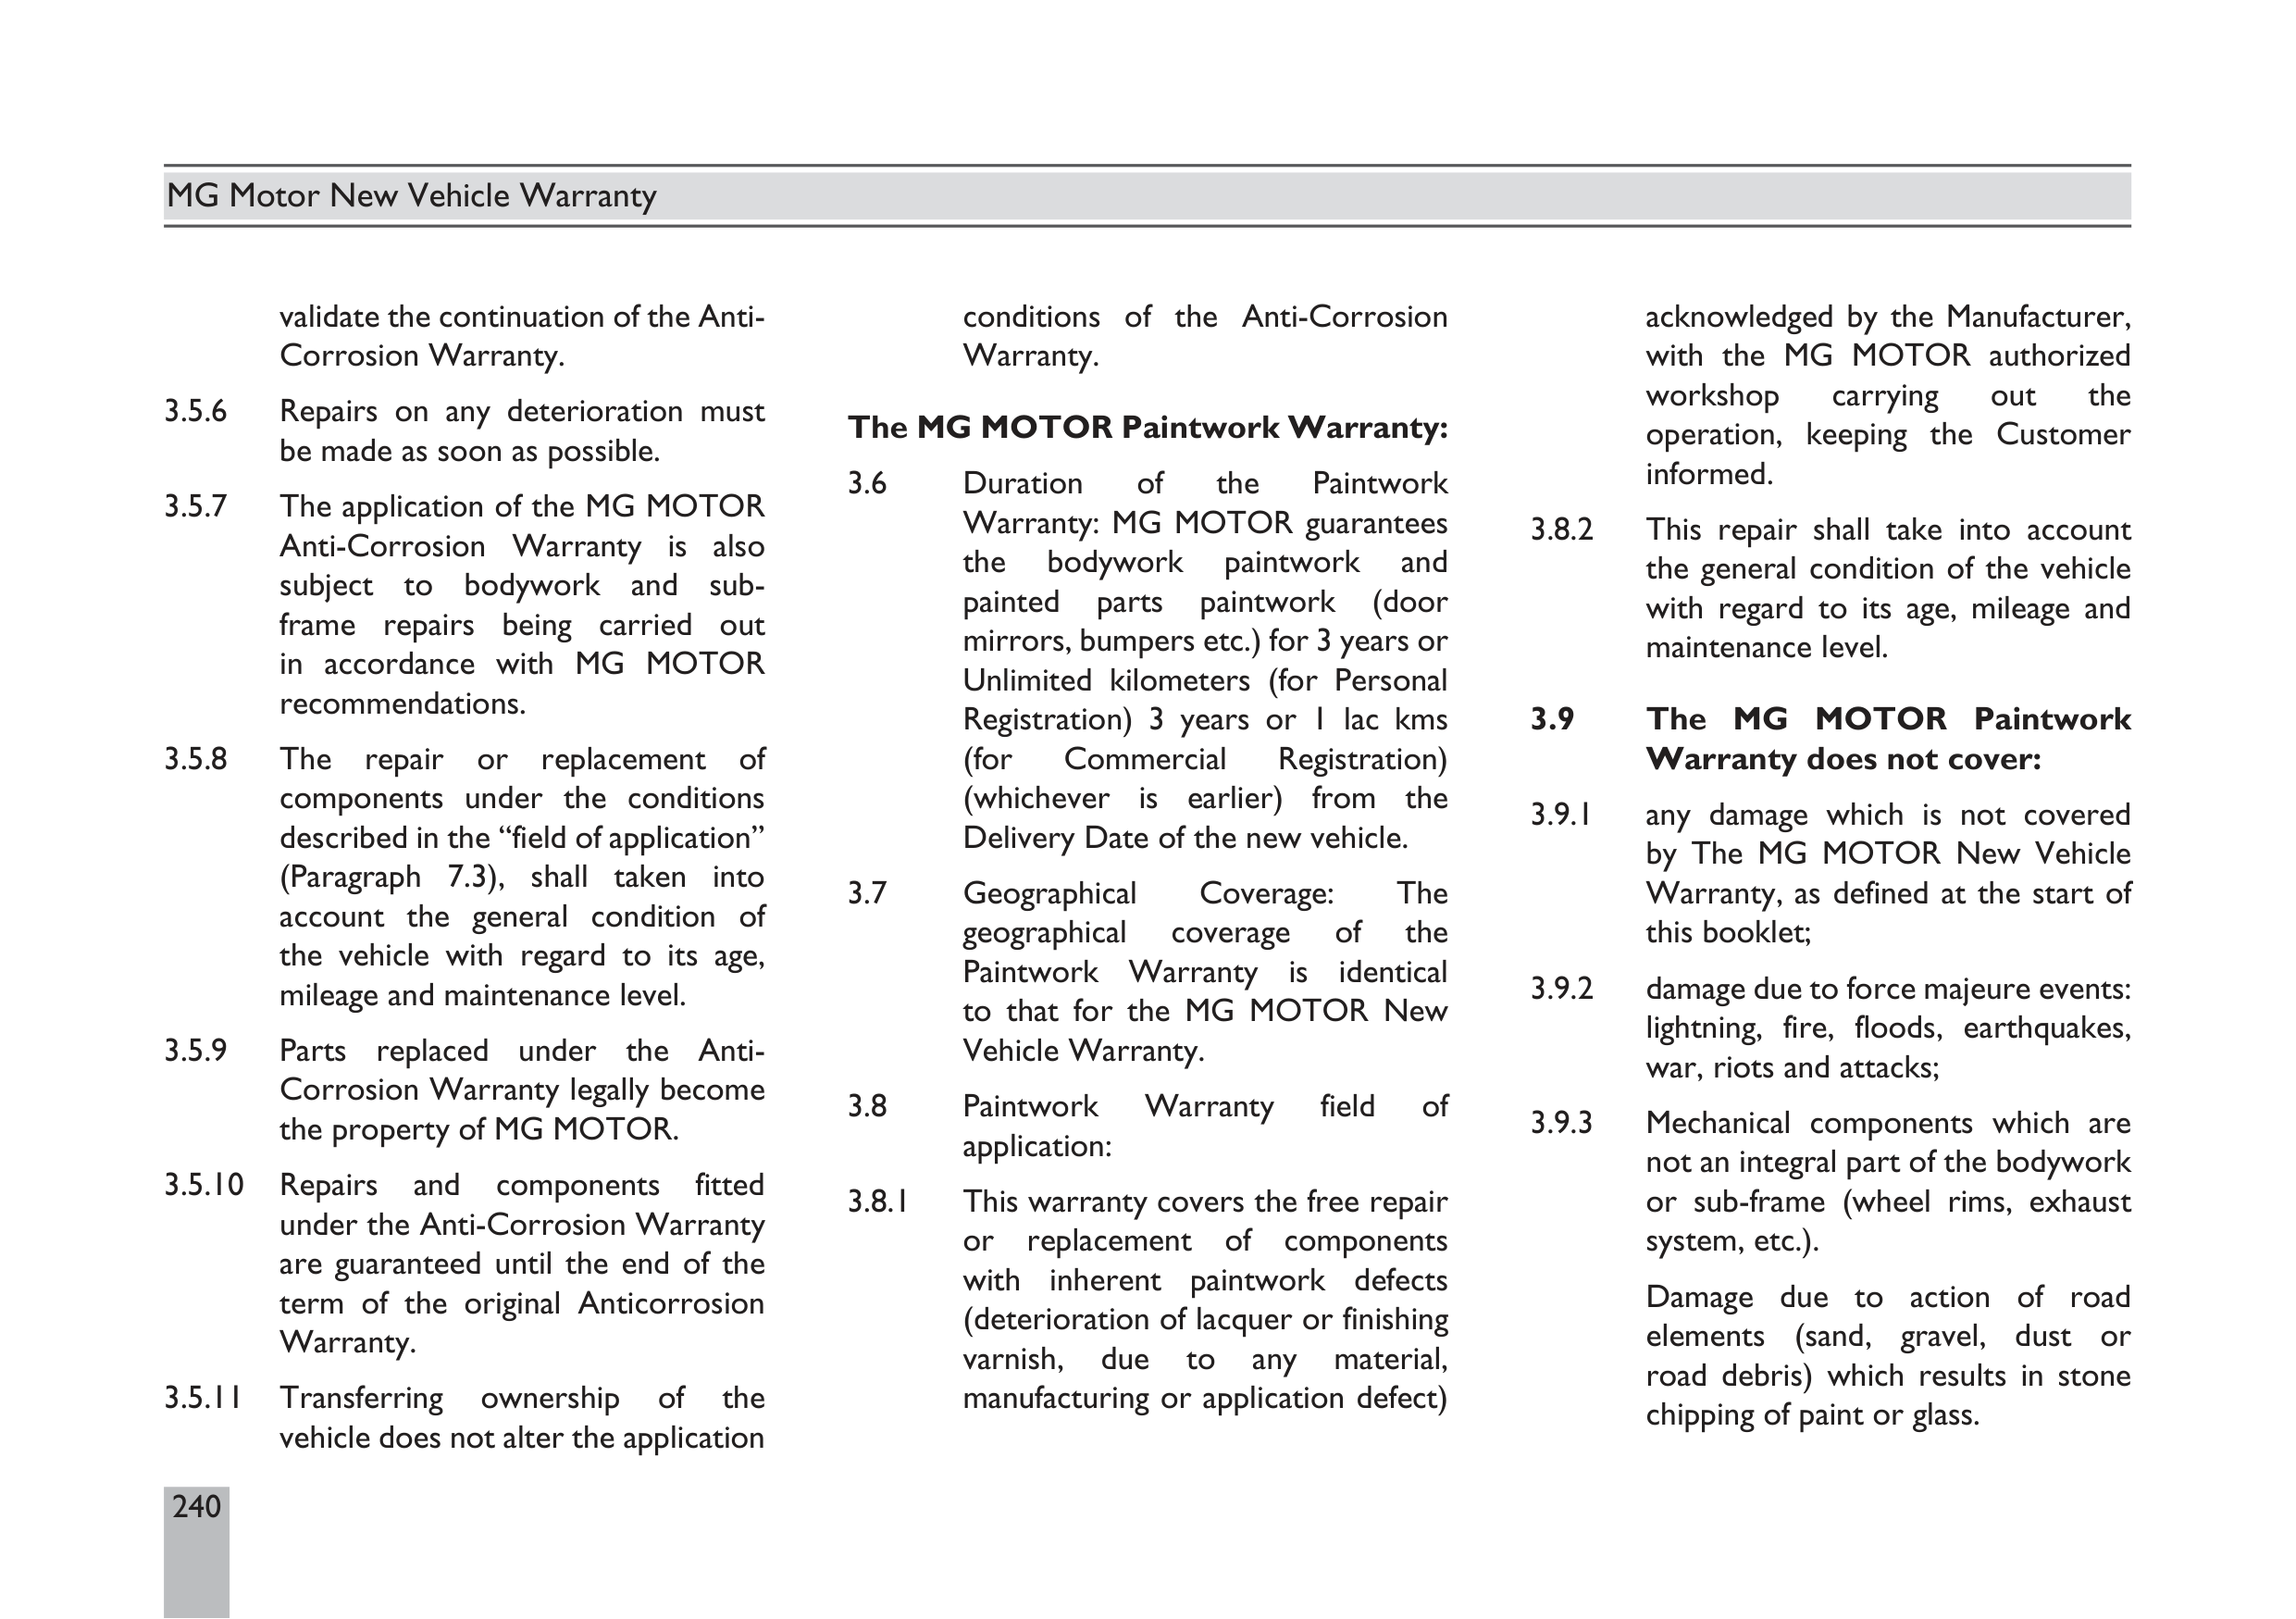 MG Motor New Vehicle Warranty
validate the continuation of the Anti-
Corrosion Warranty.
3.5.6 Repairs on any deterioration must
be made as soon as possible.
3.5.7 The application of the MG MOTOR
Anti-Corrosion Warranty is also
subject to bodywork and sub-
frame repairs being carried out
in accordance with MG MOTOR
recommendations.
3.5.8 The repair or replacement of
components under the conditions
described in the “field of application”
(Paragraph 7.3), shall taken into
account the general condition of
the vehicle with regard to its age,
mileage and maintenance level.
3.5.9 Parts replaced under the Anti-
Corrosion Warranty legally become
the property of MG MOTOR.
3.5.10 Repairs and components fitted
under the Anti-Corrosion Warranty
are guaranteed until the end of the
term of the original Anticorrosion
Warranty.
3.5.11 Transferring ownership of the
vehicle does not alter the application
conditions of the Anti-Corrosion
Warranty.
The MG MOTOR Paintwork Warranty:
3.6 Duration of the Paintwork
Warranty: MG MOTOR guarantees
the bodywork paintwork and
painted parts paintwork (door
mirrors, bumpers etc.) for 3 years or
Unlimited kilometers (for Personal
Registration) 3 years or 1 lac kms
(for Commercial Registration)
(whichever is earlier) from the
Delivery Date of the new vehicle.
3.7 Geographical Coverage: The
geographical coverage of the
Paintwork Warranty is identical
to that for the MG MOTOR New
Vehicle Warranty.
3.8 Paintwork Warranty field of
application:
3.8.1 This warranty covers the free repair
or replacement of components
with inherent paintwork defects
(deterioration of lacquer or finishing
varnish, due to any material,
manufacturing or application defect)
acknowledged by the Manufacturer,
with the MG MOTOR authorized
workshop carrying out the
operation, keeping the Customer
informed.
3.8.2 This repair shall take into account
the general condition of the vehicle
with regard to its age, mileage and
maintenance level.
3.9 The MG MOTOR Paintwork
Warranty does not cover:
3.9.1 any damage which is not covered
by The MG MOTOR New Vehicle
Warranty, as defined at the start of
this booklet;
3.9.2 damage due to force majeure events:
lightning, fire, floods, earthquakes,
war, riots and attacks;
3.9.3 Mechanical components which are
not an integral part of the bodywork
or sub-frame (wheel rims, exhaust
system, etc.).
Damage due to action of road
elements (sand, gravel, dust or
road debris) which results in stone
chipping of paint or glass.
240